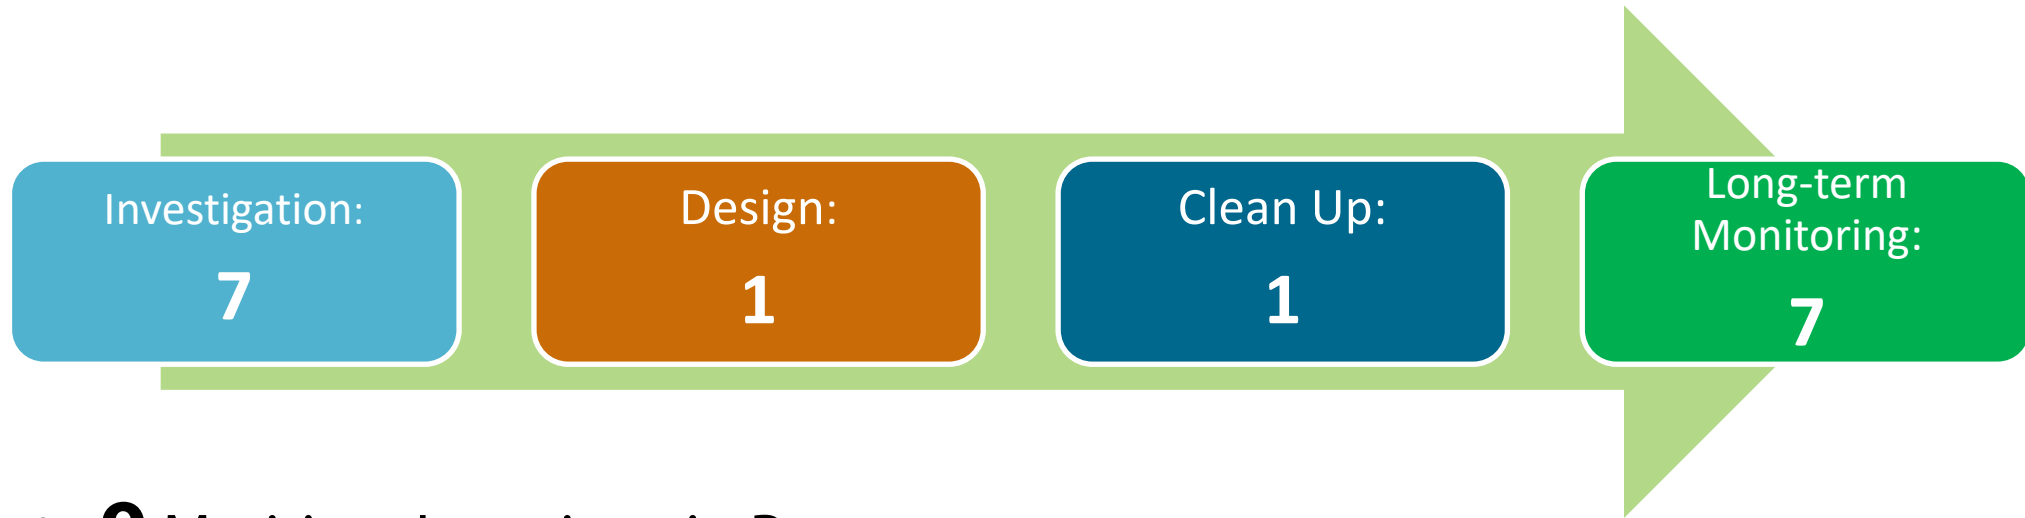 Investigation:
7
Design:
1
Clean Up:
1
Long-term
Monitoring:
7